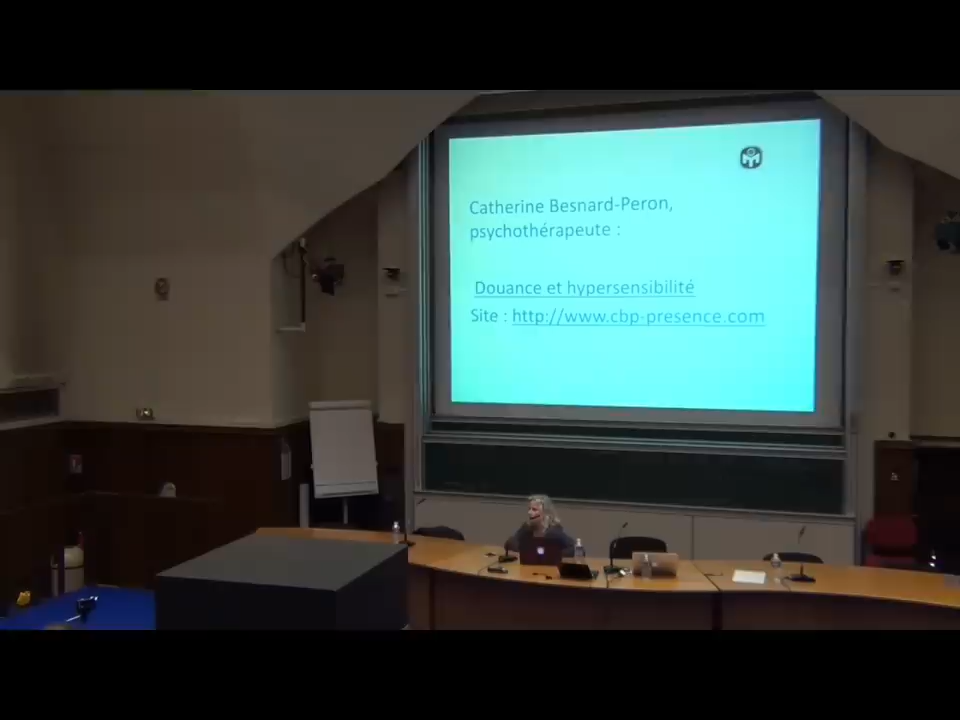 Catherine Besnard-Peron,
psychothérapeute :
Douance et hypersensibilité
Site : http://www.cbp-presence.com